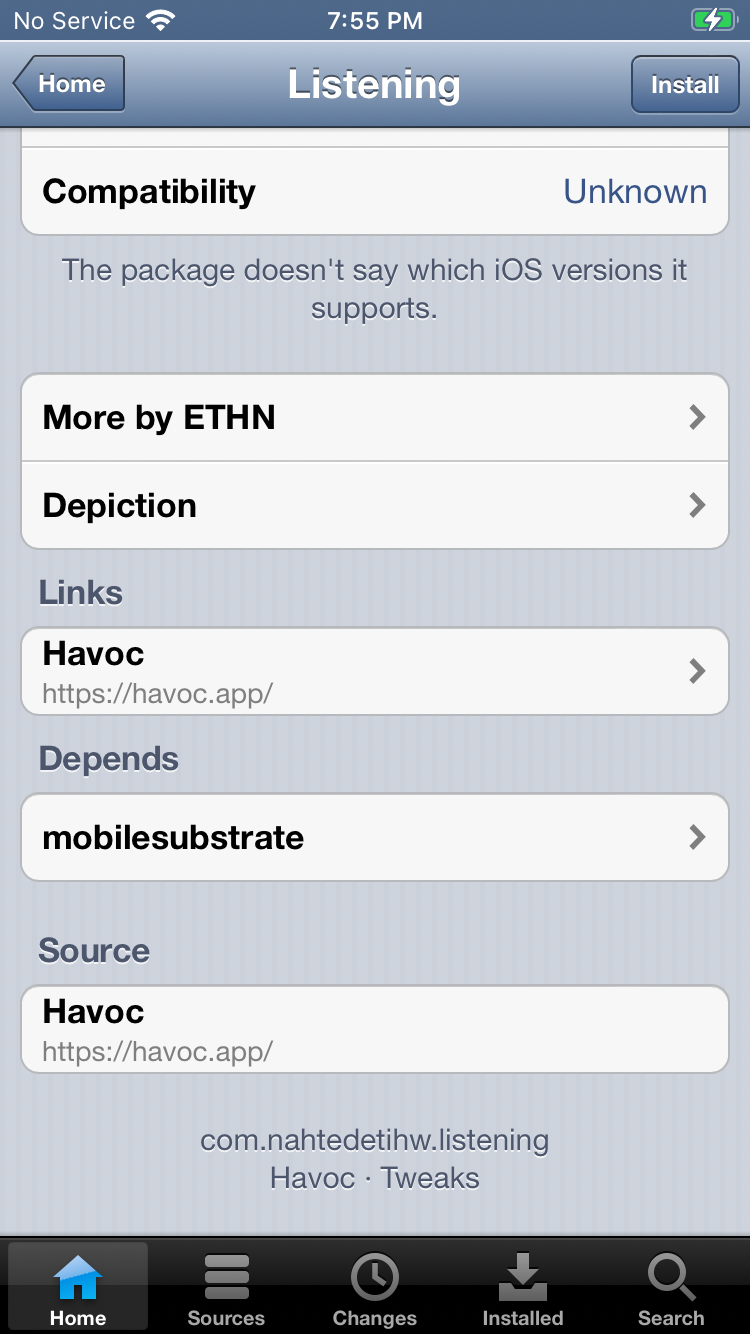 No Service
7:55 PM
Home
Listening
Install
Compatibility
Unknown
The package doesn't say which iOS versions it
supports.
More by ETHN
Depiction
Links
Havoc
https://havoc.app/
Depends
mobilesubstrate
Source
Havoc
https://havoc.app/
com.nahtedetihw.listening
Havoc · Tweaks
Home
Sources
Changes
Installed
Search